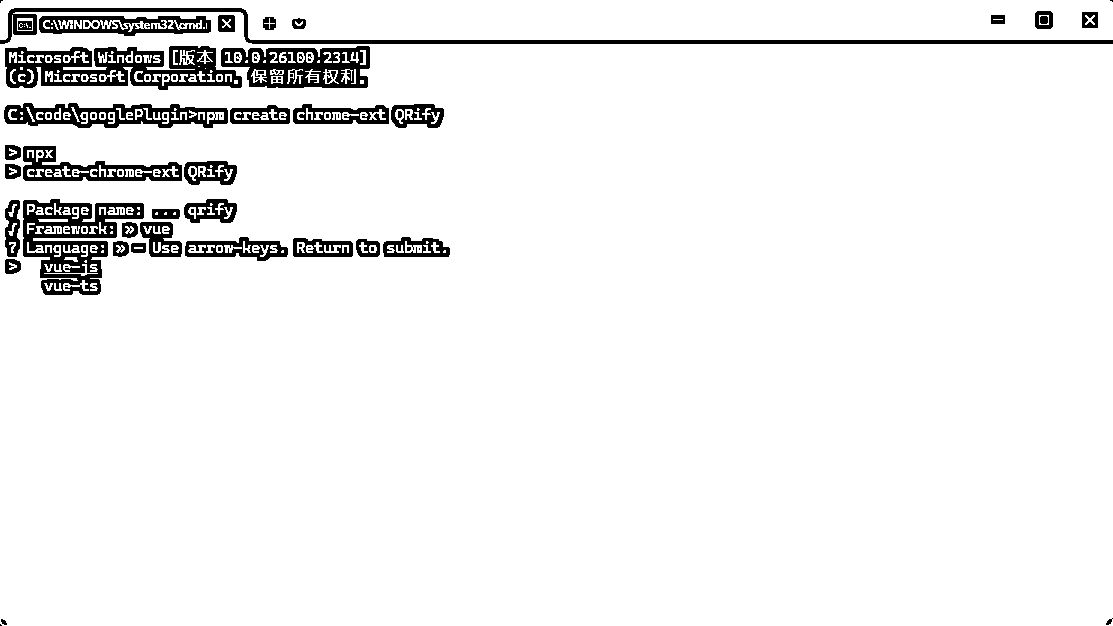 C:\WINDOWS\system32\cmd.
Microsoft Windows [版本 10.0.26100.2314]
(c) Microsoft Corporation。保留所有权利。
C:\code\googlePlugin>npm create chrome-ext QRify
> npx
> create-chrome-ext QRify
√ Package name: ... qrify
√ Framework: » vue
? Language: » - Use arrow-keys. Return to submit.
> vue-js
vue-ts